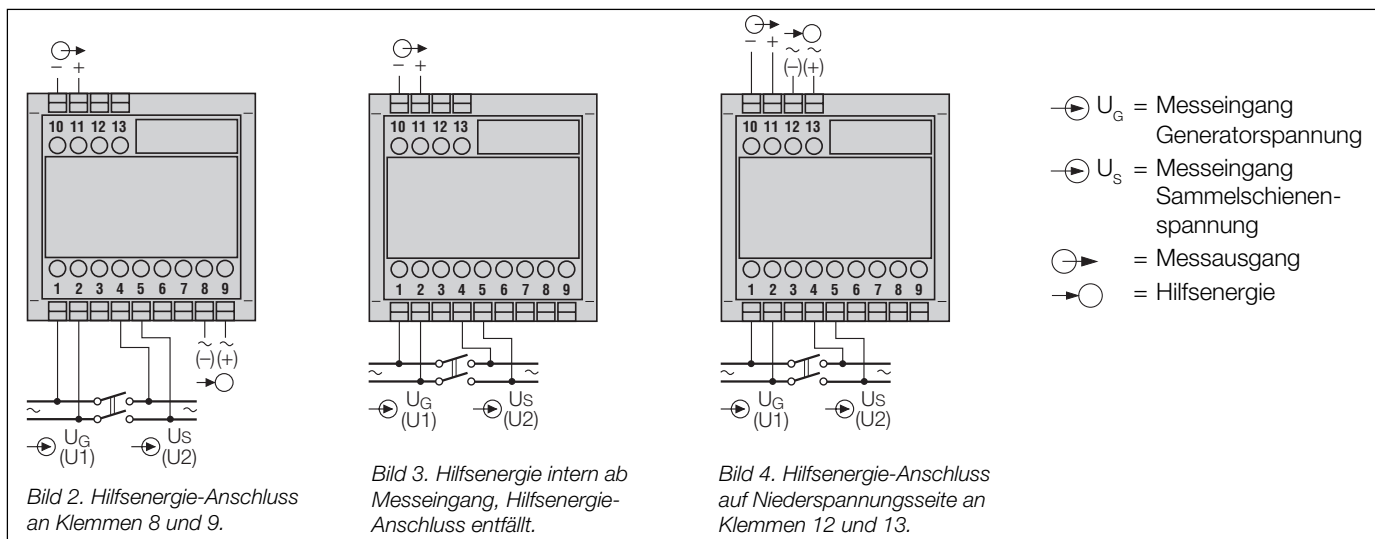 − +
10 11 12 13
1 2 3 4 5 6 7 8 9
∼ ∼
(−) (+)
∼ ∼
UG US
(U1) (U2)
Bild 2. Hilfsenergie-Anschluss
an Klemmen 8 und 9.
− +
10 11 12 13
1 2 3 4 5 6 7 8 9
∼ ∼
UG US
(U1) (U2)
Bild 3. Hilfsenergie intern ab
Messeingang, Hilfsenergie-
Anschluss entfällt.
− + ∼ ∼
(−) (+)
10 11 12 13
1 2 3 4 5 6 7 8 9
∼ ∼
UG US
(U1) (U2)
Bild 4. Hilfsenergie-Anschluss
auf Niederspannungsseite an
Klemmen 12 und 13.
UG = Messeingang
Generatorspannung
US = Messeingang
Sammelschienen-
spannung
= Messausgang
= Hilfsenergie